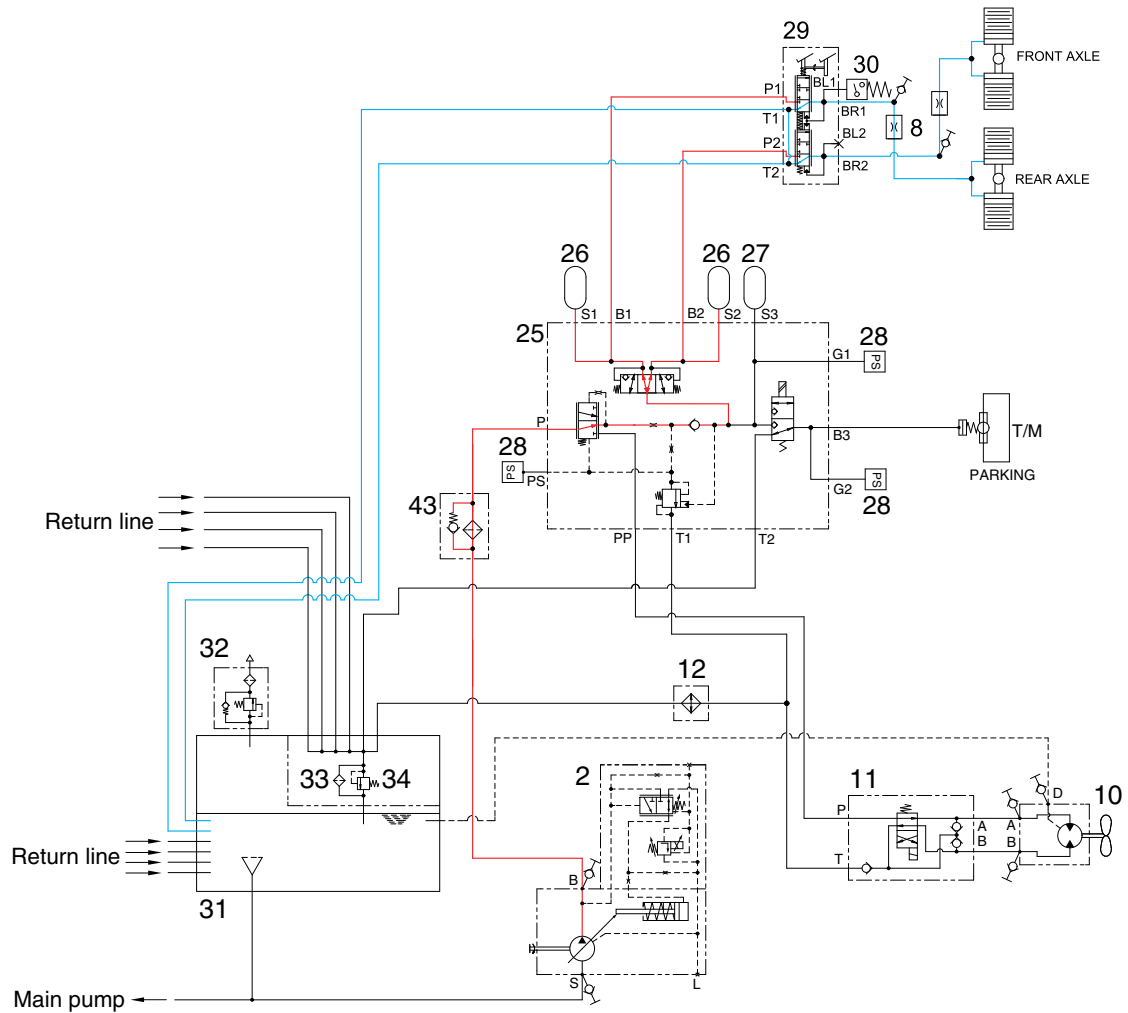 29
30
BL1
P1
T1
BR1
BL2
P2
T2
BR2
8
FRONT AXLE
REAR AXLE
26
26
27
S1
B1
B2
S2
S3
25
G1
28
PS
P
28
PS
PS
B3
T/M
PARKING
G2
PS
28
43
PP
T1
T2
Return line
32
12
33
34
2
11
D
10
P
A
A
B
B
T
Return line
31
B
S
L
Main pump